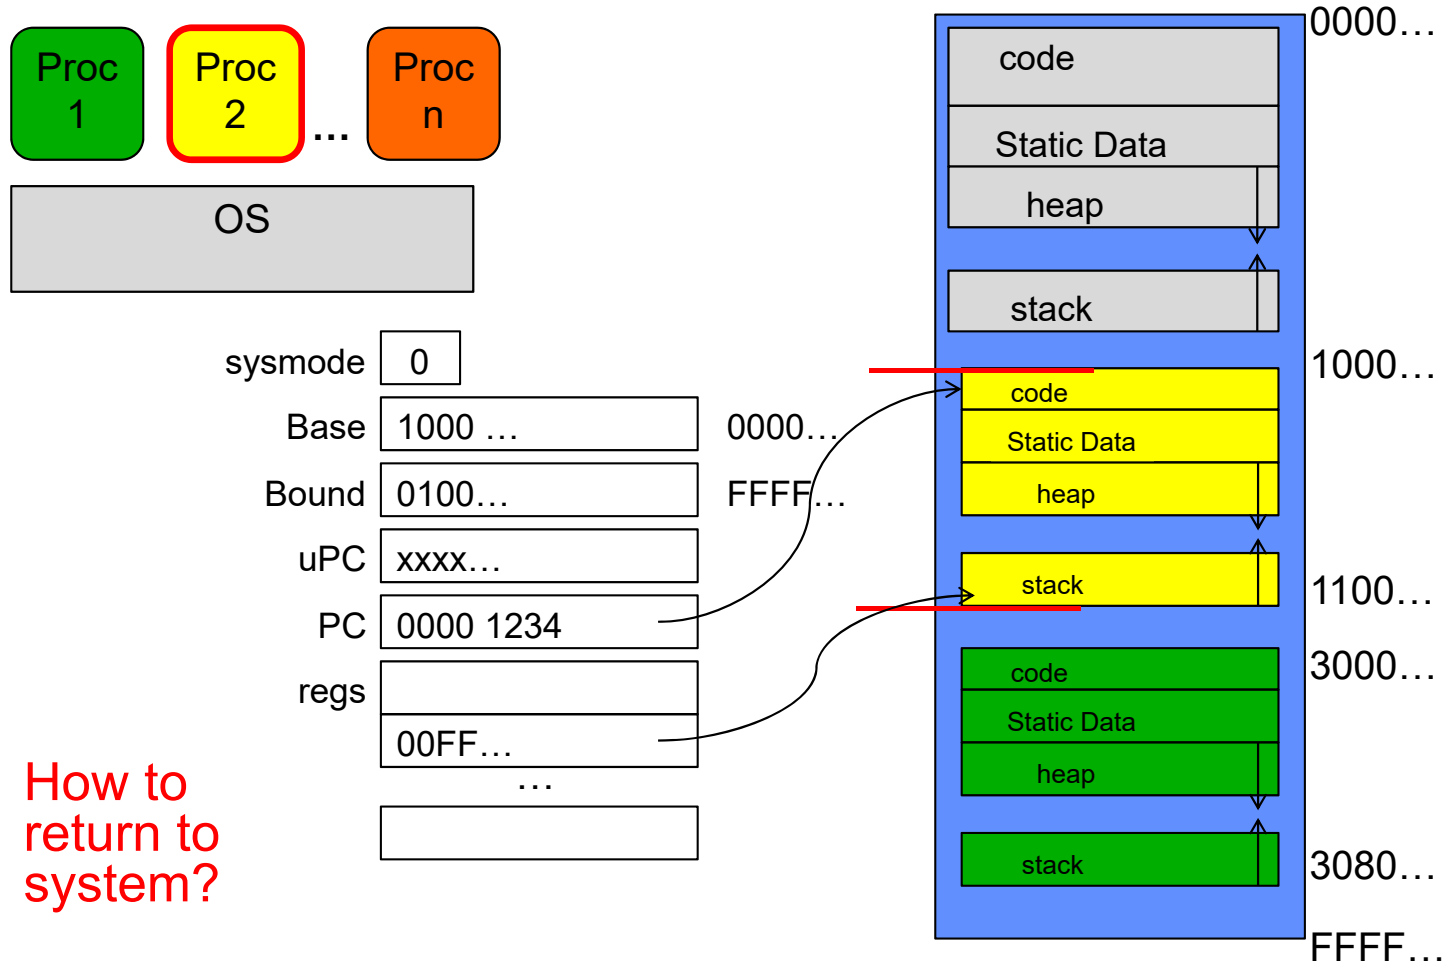 Proc
1
Proc
2
...
Proc
n
OS
sysmode 0
Base 1000 … 0000…
Bound 0100… FFFF…
uPC xxxx…
PC 0000 1234
regs
00FF…
…
How to
return to
system?
0000…
code
Static Data
heap
stack
1000…
code
Static Data
heap
stack
1100…
3000…
code
Static Data
heap
stack
3080…
FFFF…